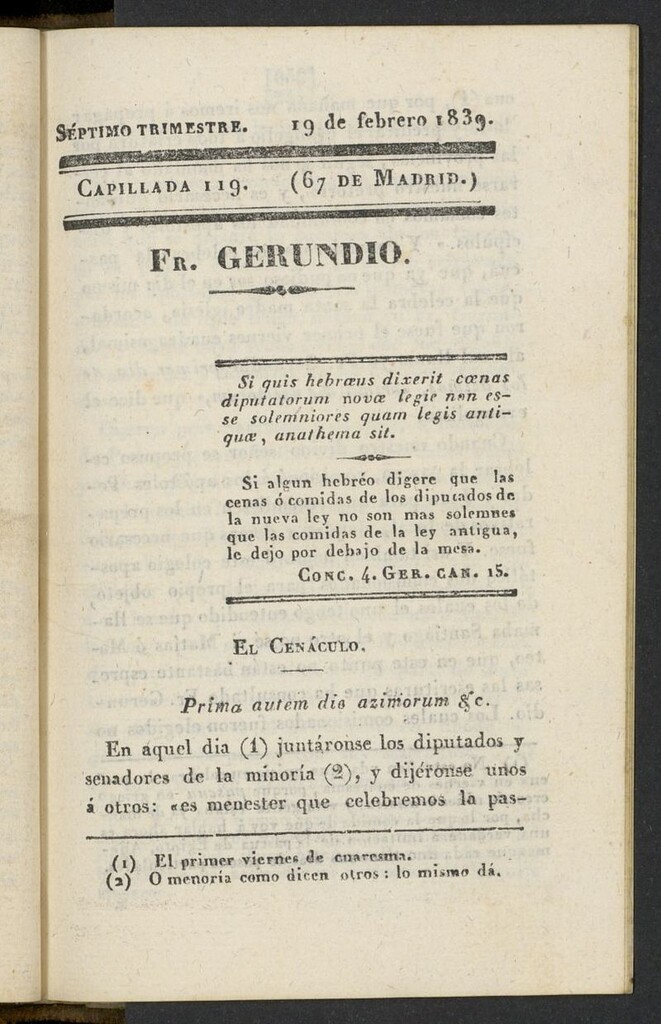 SÉPTIMO TRIMESTRE. 19 de febrero 1839.
CAPILLADA 119. (67 DE MADRID.)
FR. GERUNDIO.
Si quis hebræus dixerit cœnas
diputatorum novæ legie non es-
se solemniores quam legis anti-
quæ, anathema sit.
Si algun hebréo digere que las
cenas ó comidas de los diputados de
la nueva ley no son mas solemnes
que las comidas de la ley antigua,
le dejo por debajo de la mesa.
CONC. 4. GER. CAN. 15.
EL CENÁCULO.
Prima autem die azimorum &c.
En aquel dia (1) juntáronse los diputados y
senadores de la minoría (2), y dijéronse unos
á otros: «es menester que celebremos la pas-
(1) El primer viernes de cuaresma.
(2) O menoría como dicen otros: lo mismo dá.